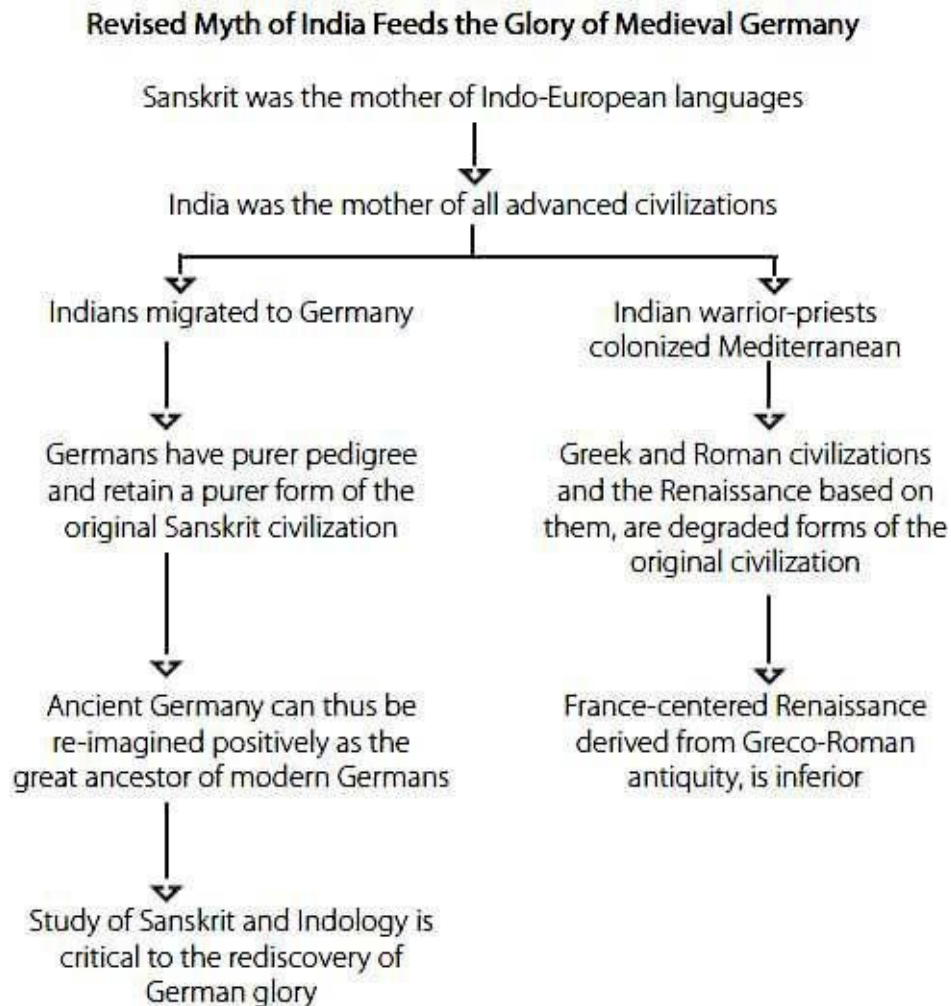 Revised Myth of India Feeds the Glory of Medieval Germany
Sanskrit was the mother of Indo-European languages
India was the mother of all advanced civilizations
Indians migrated to Germany
Germans have purer pedigree
and retain a purer form of the
original Sanskrit civilization
Ancient Germany can thus be
re-imagined positively as the
great ancestor of modern Germans
Study of Sanskrit and Indology is
critical to the rediscovery of
German glory
Indian warrior-priests
colonized Mediterranean
Greek and Roman civilizations
and the Renaissance based on
them, are degraded forms of the
original civilization
France-centered Renaissance
derived from Greco-Roman
antiquity, is inferior